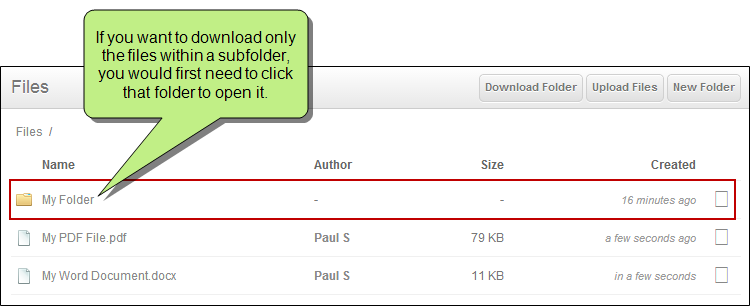 If you want to download only
the files within a subfolder,
you would first need to click
that folder to open it.
Files
Download Folder Upload Files New Folder
Files /
Name Author Size Created
My Folder - - 16 minutes ago
My PDF File.pdf Paul S 79 KB a few seconds ago
My Word Document.docx Paul S 11 KB in a few seconds